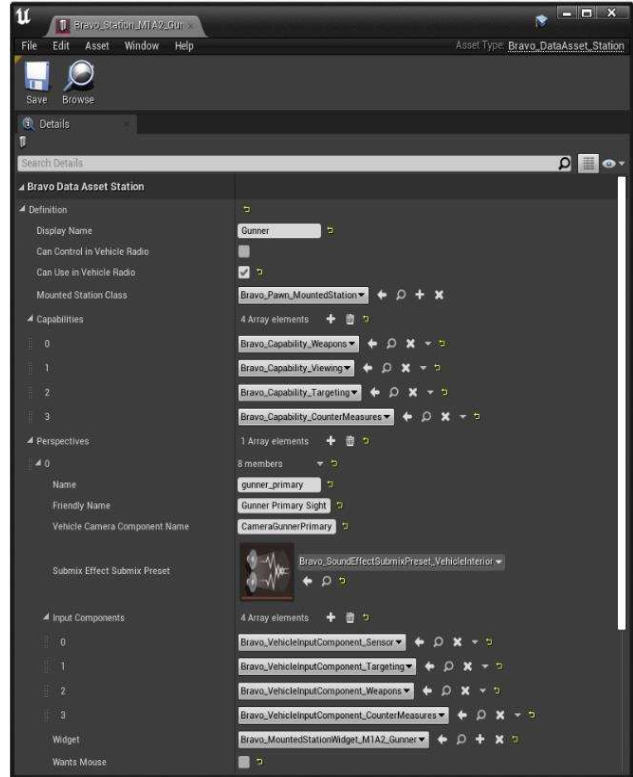 Bravo_Station_M1A2_Gun
File Edit Asset Window Help Asset Type: Bravo_DataAsset_Station
Save Browse
Details
Search Details
Bravo Data Asset Station
Definition
Display Name Gunner
Can Control in Vehicle Radio
Can Use in Vehicle Radio
Mounted Station Class Bravo_Pawn_MountedStation
Capabilities 4 Array elements
0 Bravo_Capability_Weapons
1 Bravo_Capability_Viewing
2 Bravo_Capability_Targeting
3 Bravo_Capability_CounterMeasures
Perspectives 1 Array elements
0 8 members
Name gunner_primary
Friendly Name Gunner Primary Sight
Vehicle Camera Component Name CameraGunnerPrimary
Submix Effect Submix Preset Bravo_SoundEffectSubmixPreset_VehicleInterior
Input Components 4 Array elements
0 Bravo_VehicleInputComponent_Sensor
1 Bravo_VehicleInputComponent_Targeting
2 Bravo_VehicleInputComponent_Weapons
3 Bravo_VehicleInputComponent_CounterMeasures
Widget Bravo_MountedStationWidget_M1A2_Gunner
Wants Mouse